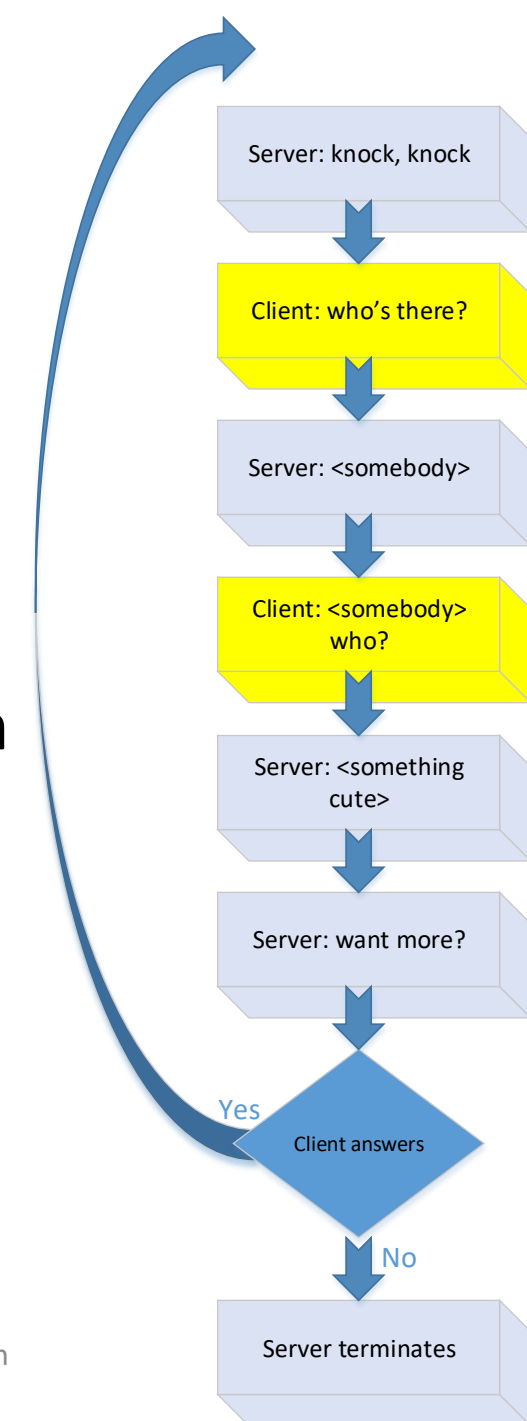 Server: knock, knock
Client: who’s there?
Server: <somebody>
Client: <somebody>
who?
n
Server: <something
cute>
Server: want more?
Yes
Client answers
No
Server terminates
n